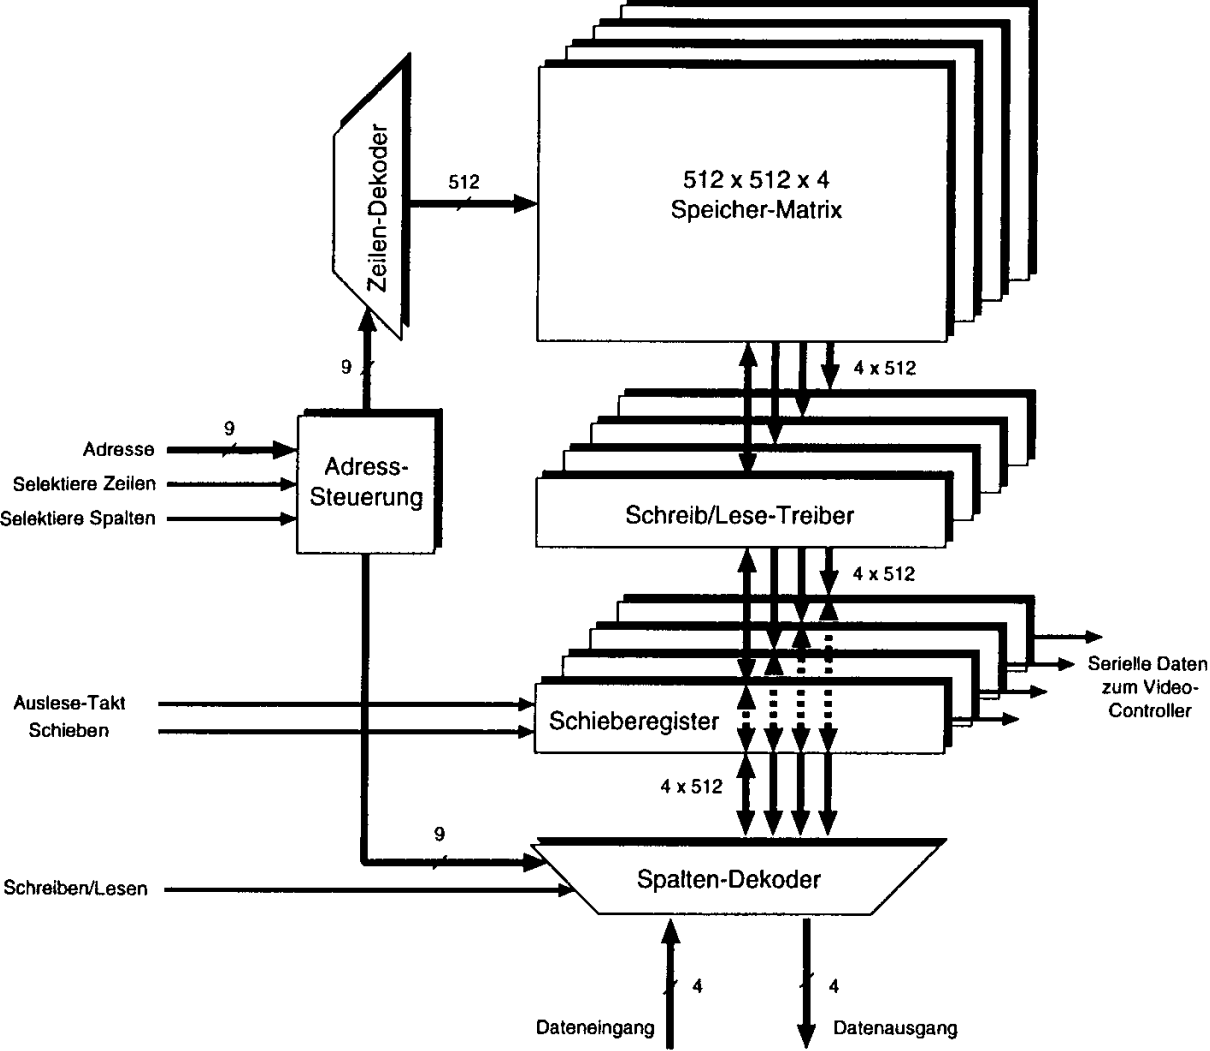 512 x 512 x 4
Speicher-Matrix
Zeilen-Dekoder
512
9
4 x 512
Adresse
9
Selektiere Zeilen
Selektiere Spalten
Adress-
Steuerung
Schreib/Lese-Treiber
4 x 512
Serielle Daten
zum Video-
Controller
Auslese-Takt
Schieben
Schieberegister
4 x 512
9
Schreiben/Lesen
Spalten-Dekoder
4
4
Dateneingang
Datenausgang